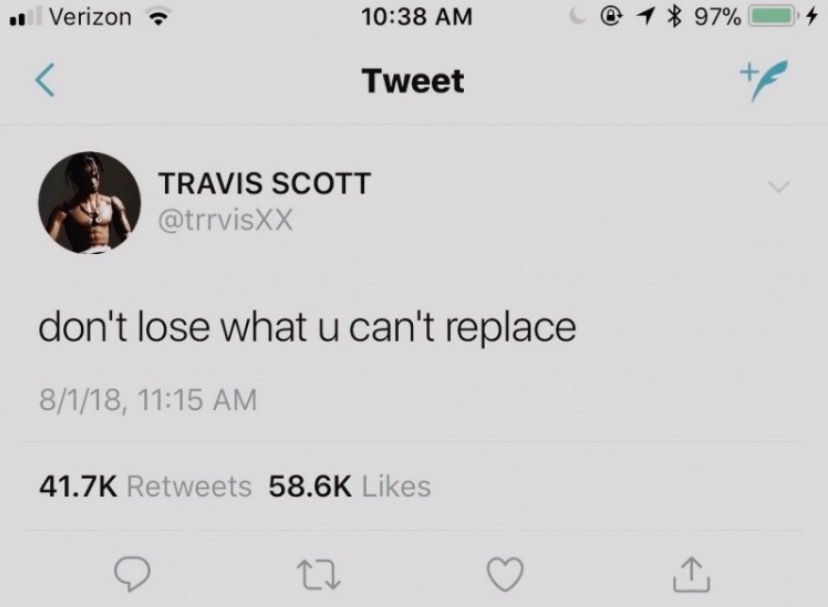 Verizon 10:38 AM 97%
Tweet
TRAVIS SCOTT
@trrvisXX
don't lose what u can't replace
8/1/18, 11:15 AM
41.7K Retweets 58.6K Likes